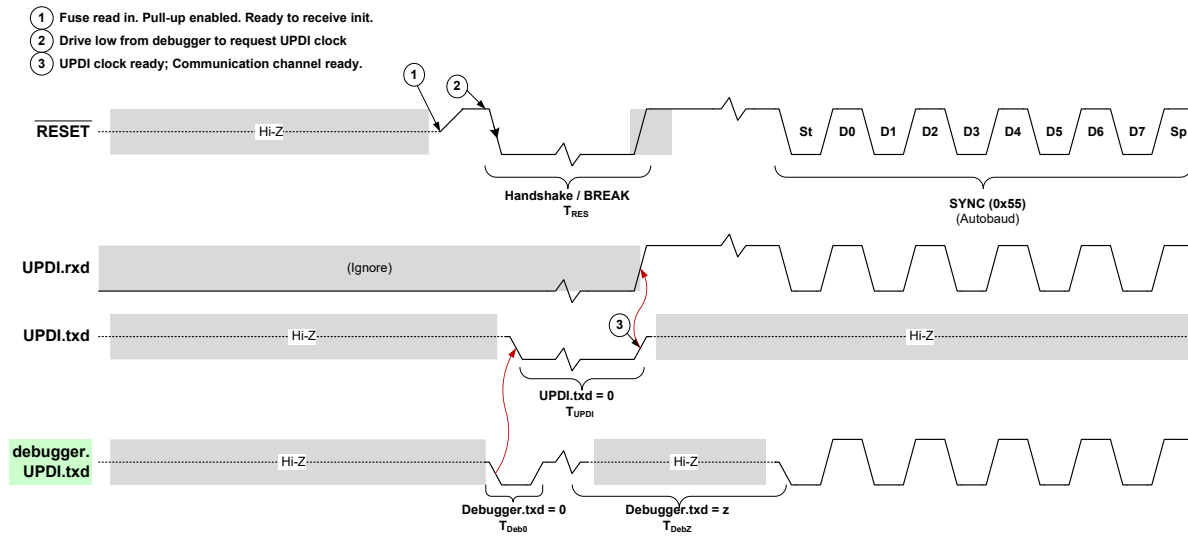 1 Fuse read in. Pull-up enabled. Ready to receive init.
2 Drive low from debugger to request UPDI clock
3 UPDI clock ready; Communication channel ready.
1
2
RESET
Hi-Z
St D0 D1 D2 D3 D4 D5 D6 D7 Sp
Handshake / BREAK
TRES
SYNC (0x55)
(Autobaud)
UPDI.rxd
(Ignore)
UPDI.txd
Hi-Z
3
Hi-Z
UPDI.txd = 0
TUPDI
debugger.
UPDI.txd
Hi-Z
Hi-Z
Debugger.txd = 0
TDeb0
Debugger.txd = z
TDebZ